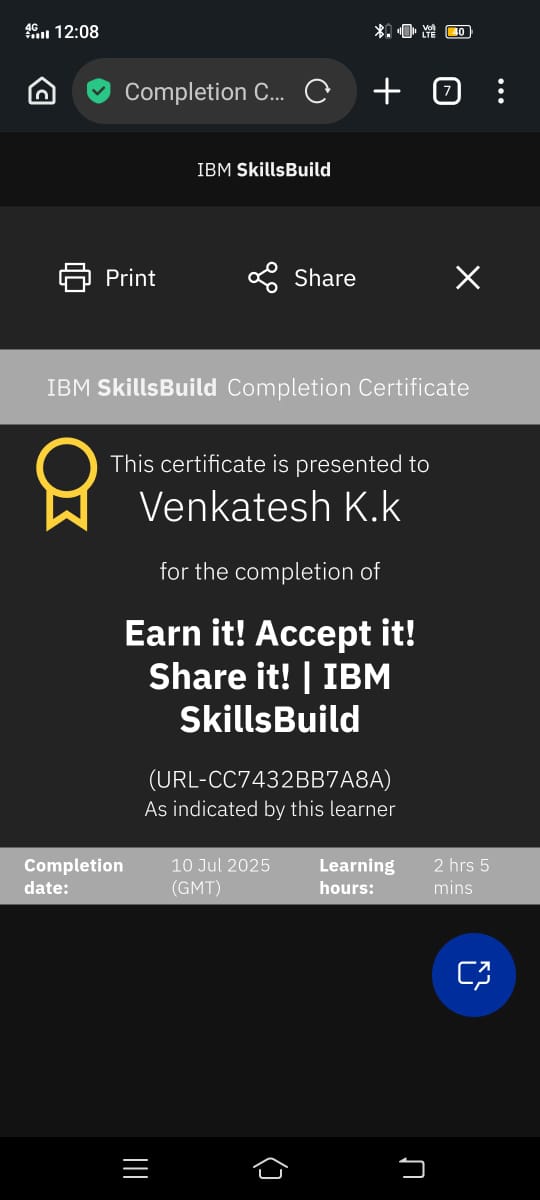 4G 12:08 VoI) LTE 40
Completion C... 7
IBM SkillsBuild
Print Share
IBM SkillsBuild Completion Certificate
This certificate is presented to
Venkatesh K.k
for the completion of
Earn it! Accept it!
Share it! | IBM
SkillsBuild
(URL-CC7432BB7A8A)
As indicated by this learner
Completion date: 10 Jul 2025 (GMT) Learning hours: 2 hrs 5 mins